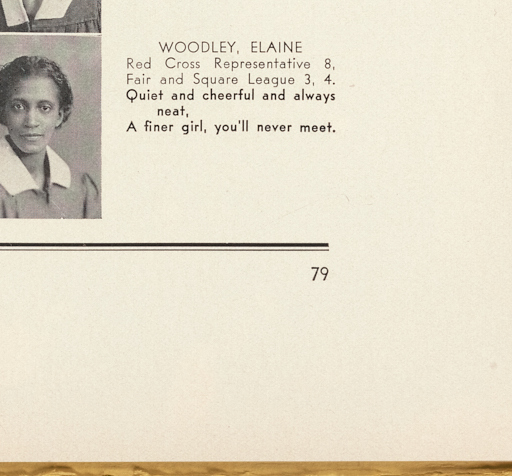 WOODLEY, ELAINE
Red Cross Representative 8,
Fair and Square League 3, 4.
Quiet and cheerful and always
neat,
A finer girl, you'll never meet.
79